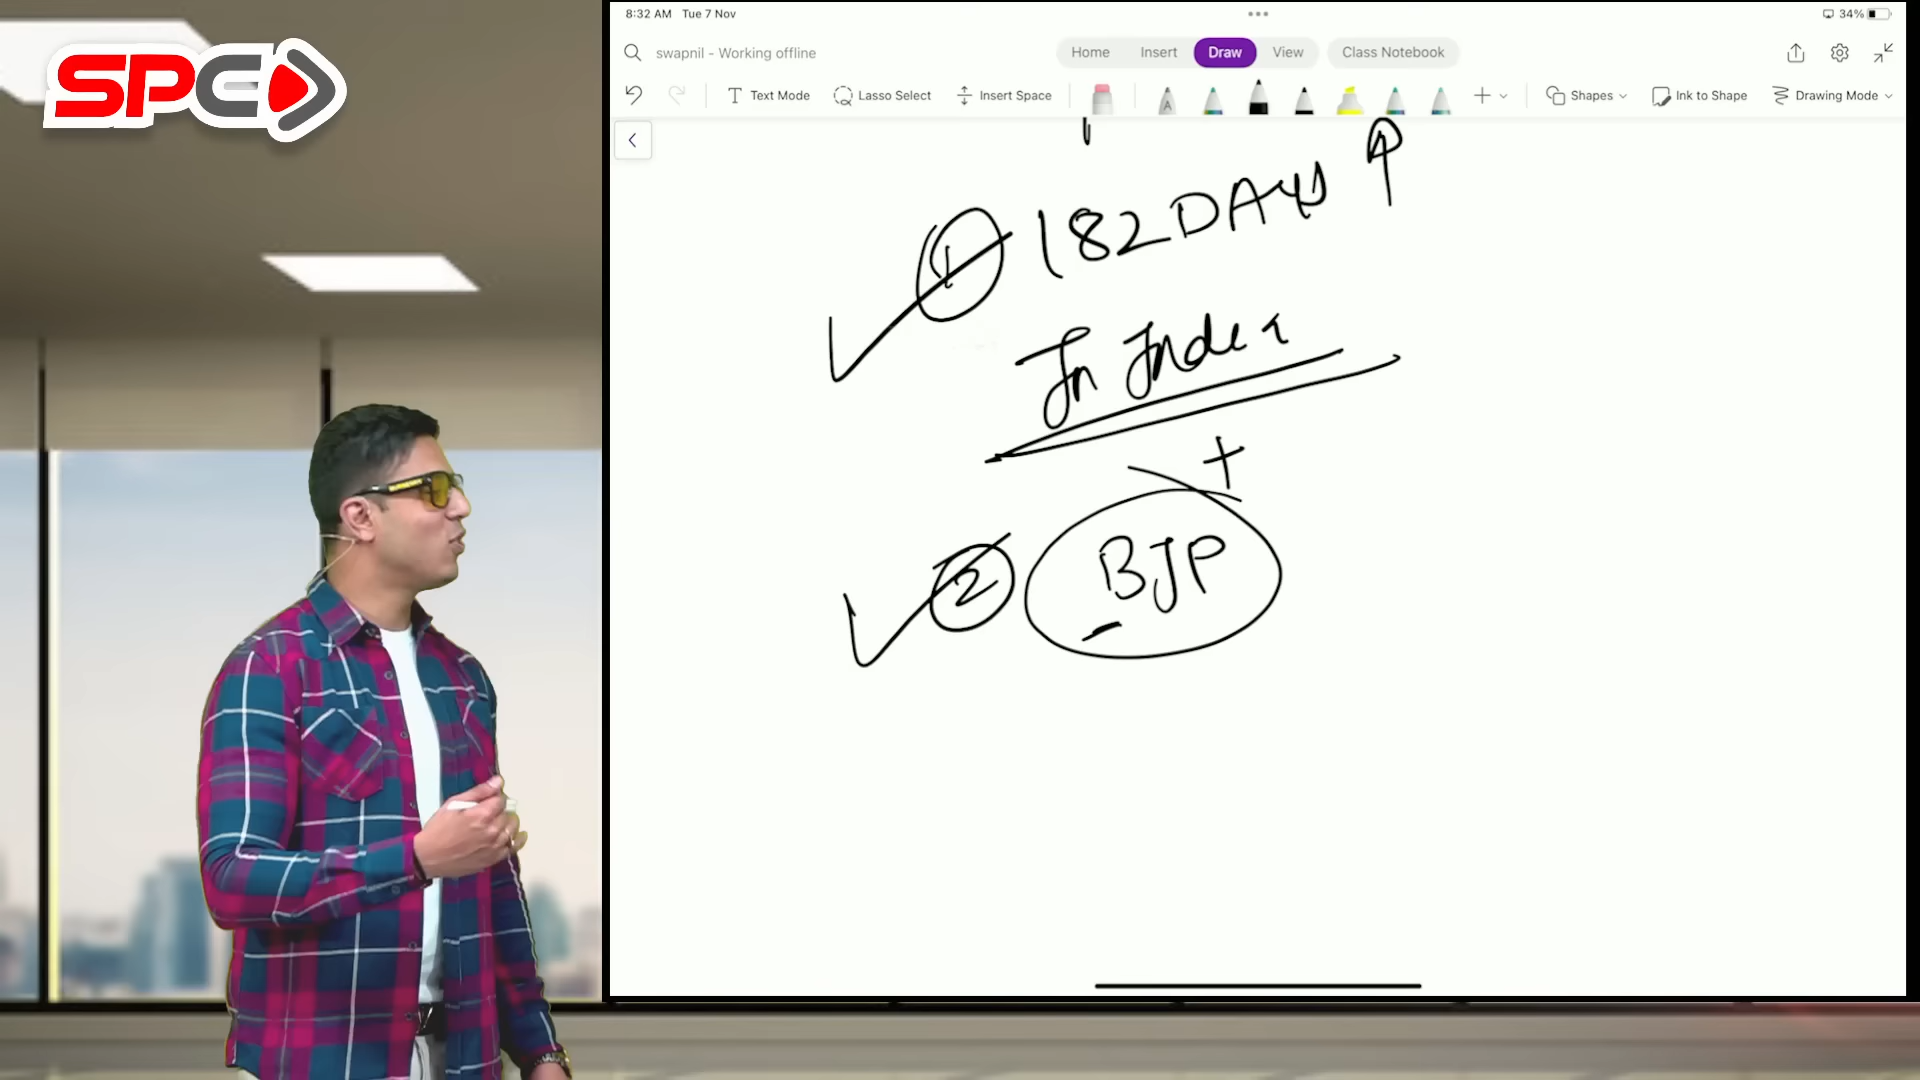 SPE
8:32 AM Tue 7 Nov
34%
swapnil - Working offline
Home Insert Draw View Class Notebook
T Text Mode Lasso Select Insert Space A Shapes Ink to Shape Drawing Mode
1 182 DAYS ↑
In India
+
2 BJP